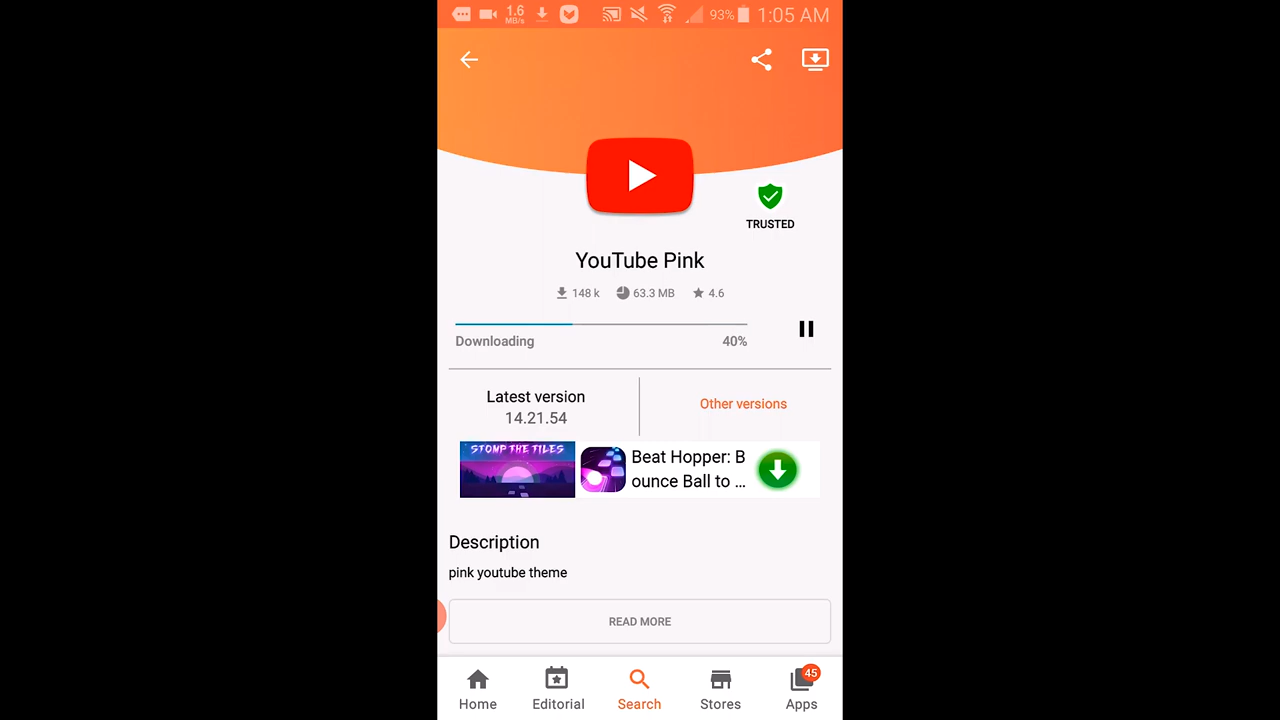 1.6
MB/s
93%
1:05 AM
TRUSTED
YouTube Pink
148 k
63.3 MB
4.6
Downloading
40%
Latest version
14.21.54
Other versions
STOMP THE TILES
Beat Hopper: B
ounce Ball to ...
Description
pink youtube theme
READ MORE
45
Home
Editorial
Search
Stores
Apps